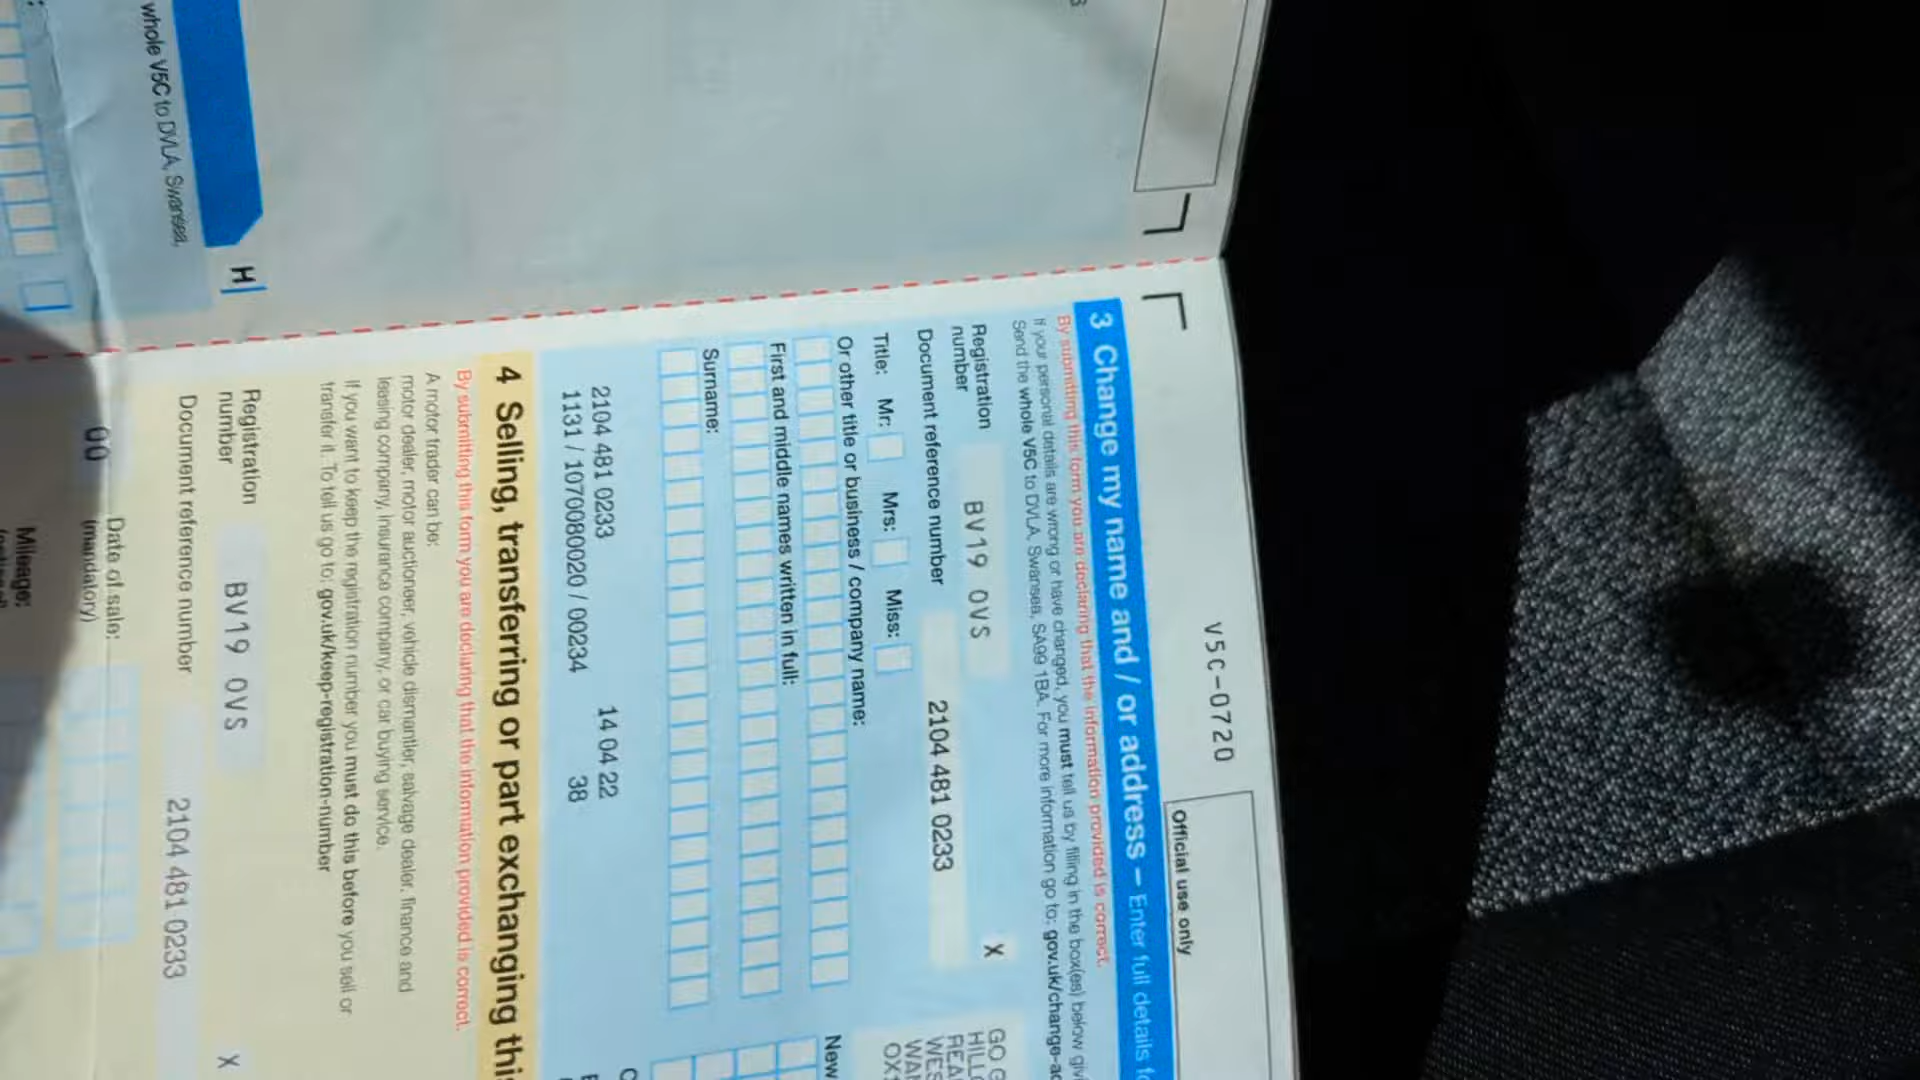 whole V5C to DVLA, Swansea,
H
V5C-0720
Official use only
3 Change my name and / or address – Enter full details
By submitting this form you are declaring that the information provided is correct.
If your personal details are wrong or have changed, you must tell us by filling in the box(es) below
Send the whole V5C to DVLA, Swansea, SA99 1BA. For more information go to: gov.uk/change-
Registration
number
BV19 OVS
X
Document reference number
2104 481 0233
Title: Mr: Mrs: Miss:
Or other title or business / company name:
First and middle names written in full:
Surname:
New
2104 481 0233 14 04 22
1131 / 1070080020 / 00234 38
4 Selling, transferring or part exchanging
By submitting this form you are declaring that the information provided is correct.
A motor trader can be:
motor dealer, motor auctioneer, vehicle dismantler, salvage dealer, finance and
leasing company, insurance company, or car buying service.
If you want to keep the registration number you must do this before you sell or
transfer it. To tell us go to: gov.uk/keep-registration-number
Registration
number
BV19 OVS
X
Document reference number
2104 481 0233
Date of sale:
(mandatory)
00
Mileage: